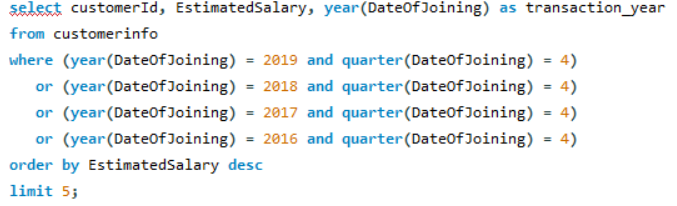 select customerId, EstimatedSalary, year(DateOfJoining) as transaction_year
from customerinfo
where (year(DateOfJoining) = 2019 and quarter(DateOfJoining) = 4)
or (year(DateOfJoining) = 2018 and quarter(DateOfJoining) = 4)
or (year(DateOfJoining) = 2017 and quarter(DateOfJoining) = 4)
or (year(DateOfJoining) = 2016 and quarter(DateOfJoining) = 4)
order by EstimatedSalary desc
limit 5;